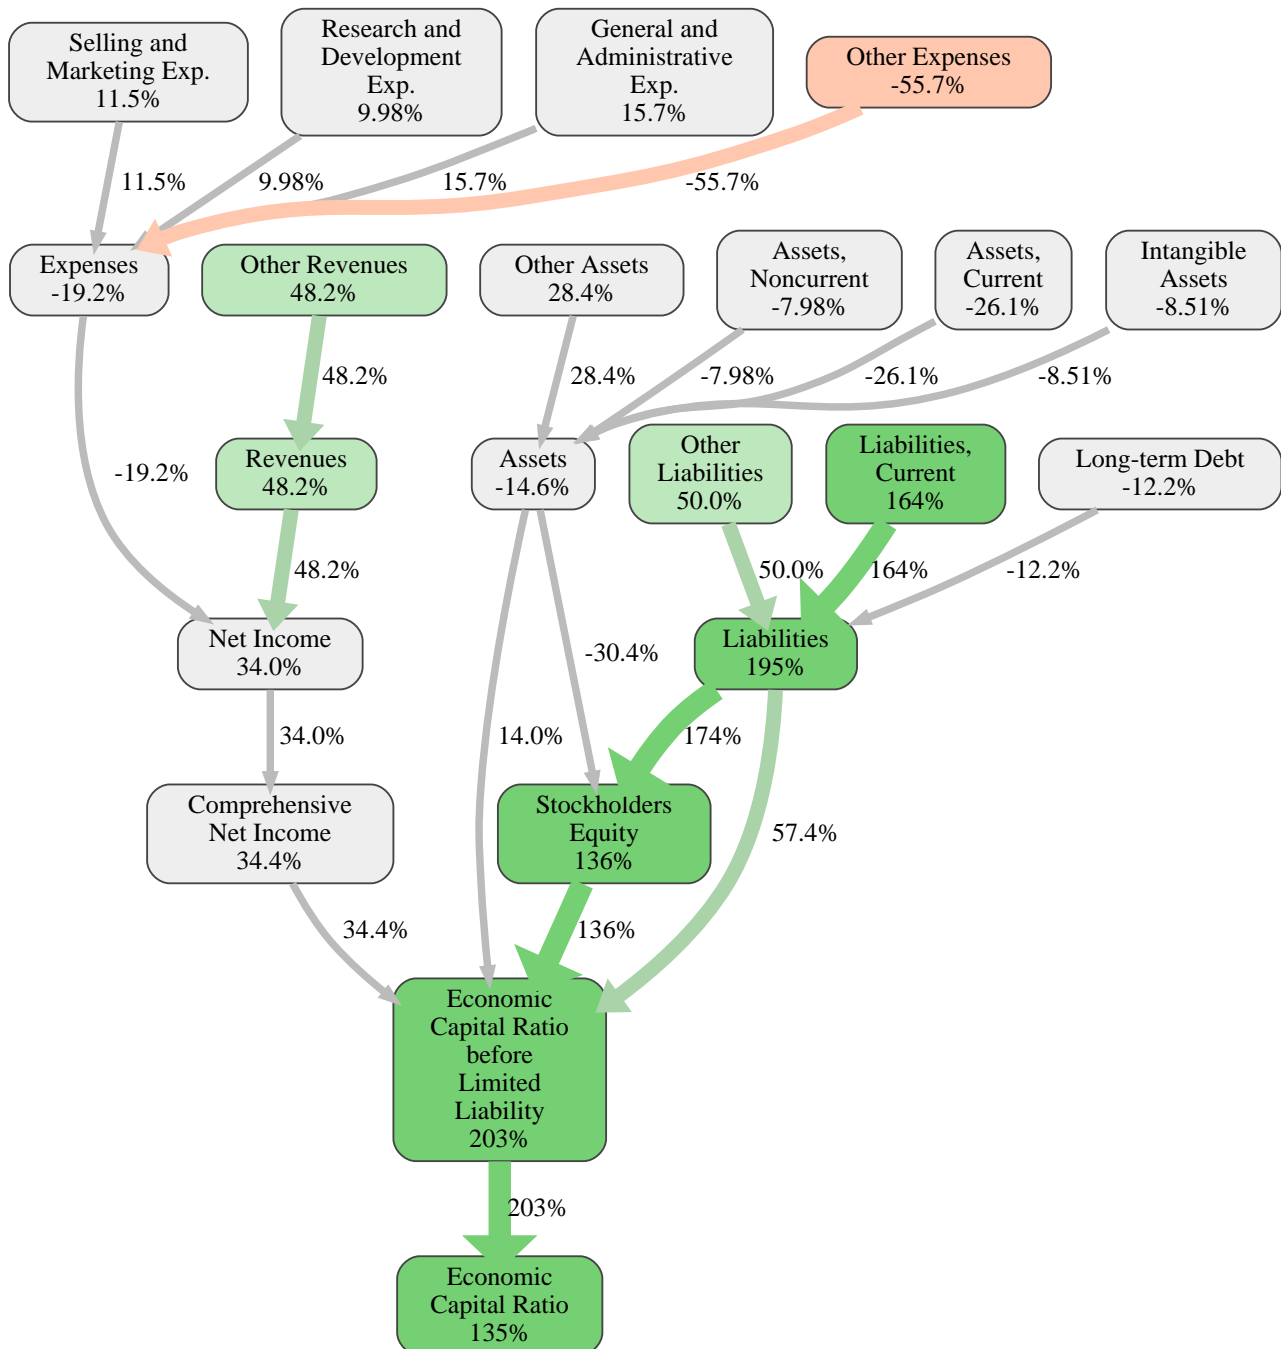 Selling and
Marketing Exp.
11.5%
Research and
Development
Exp.
9.98%
General and
Administrative
Exp.
15.7%
Other Expenses
-55.7%
11.5%
9.98%
15.7%
-55.7%
Expenses
-19.2%
Other Revenues
48.2%
Other Assets
28.4%
Assets,
Noncurrent
-7.98%
Assets,
Current
-26.1%
Intangible
Assets
-8.51%
48.2%
28.4%
-7.98%
-26.1%
-8.51%
-19.2%
Revenues
48.2%
Assets
-14.6%
Other
Liabilities
50.0%
Liabilities,
Current
164%
Long-term Debt
-12.2%
48.2%
50.0%
164%
-12.2%
Net Income
34.0%
-30.4%
Liabilities
195%
34.0%
14.0%
174%
Comprehensive
Net Income
34.4%
Stockholders
Equity
136%
57.4%
34.4%
136%
Economic
Capital Ratio
before
Limited
Liability
203%
203%
Economic
Capital Ratio
135%